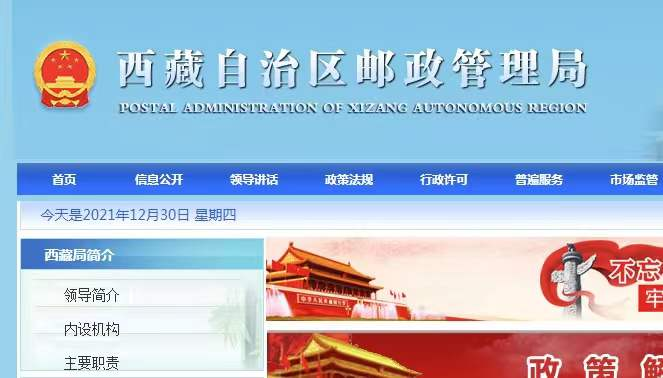 西藏自治区邮政管理局
POSTAL ADMINISTRATION OF XIZANG AUTONOMOUS REGION
首页 信息公开 领导讲话 政策法规 行政许可 普遍服务 市场监管
今天是2021年12月30日 星期四
西藏局简介
领导简介
内设机构
主要职责
不忘
牢
政策解